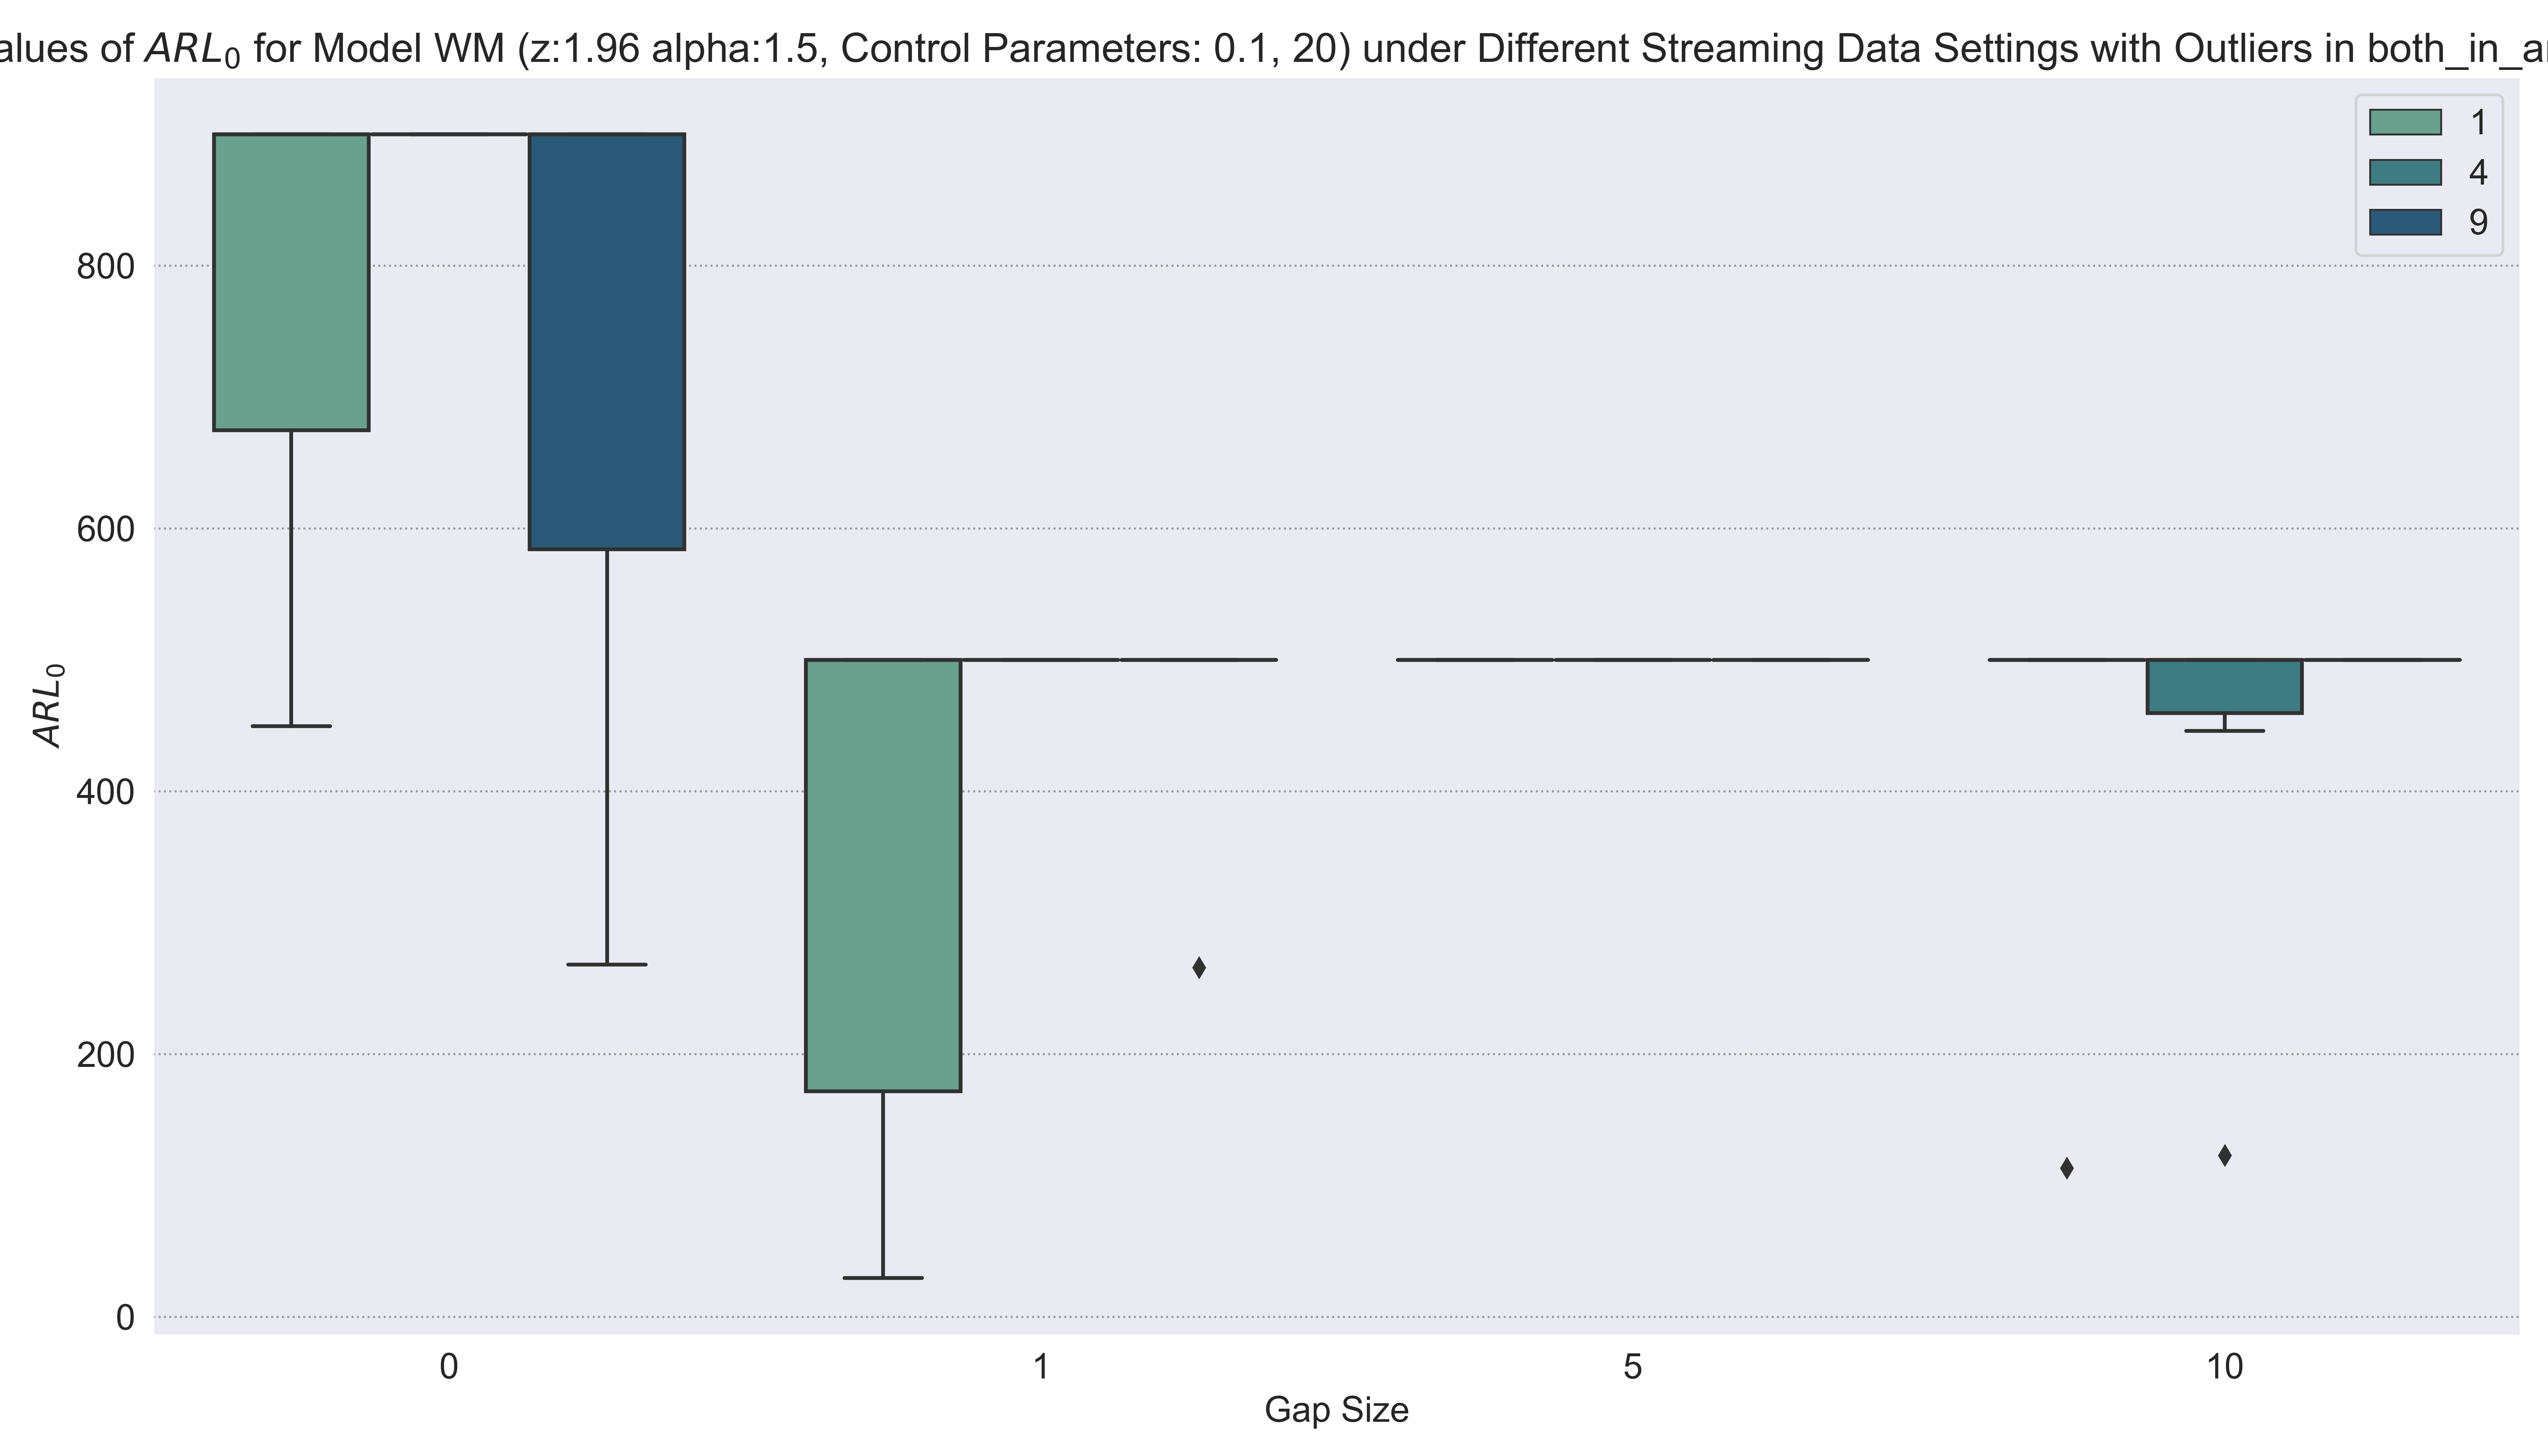 of ARL₀ for Model WM (z:1.96 alpha:1.5, Control Parameters: 0.1, 20) under Different Streaming Data Settings with Outliers in
1
4
9
800
600
400
200
0
ARL₀
0 1 5 10
Gap Size